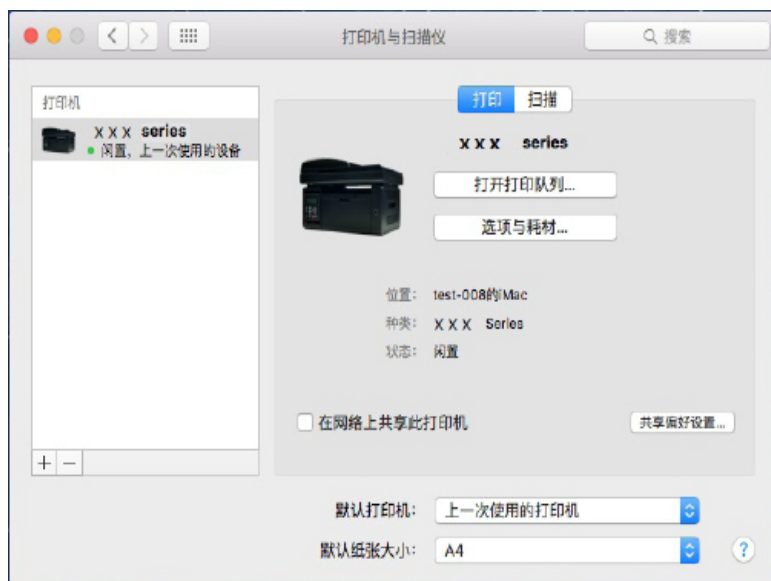 打印机与扫描仪
搜索
打印机
X X X series
闲置，上一次使用的设备
打印 扫描
x x x series
打开打印队列...
选项与耗材...
位置： test-008的iMac
种类： X X X Series
状态： 闲置
在网络上共享此打印机
共享偏好设置...
+ −
默认打印机： 上一次使用的打印机
默认纸张大小： A4
?